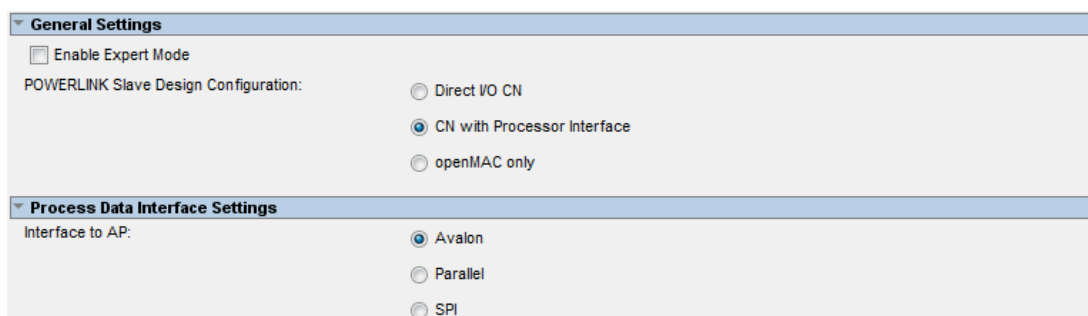 General Settings
Enable Expert Mode
POWERLINK Slave Design Configuration:
Direct I/O CN
CN with Processor Interface
openMAC only
Process Data Interface Settings
Interface to AP:
Avalon
Parallel
SPI